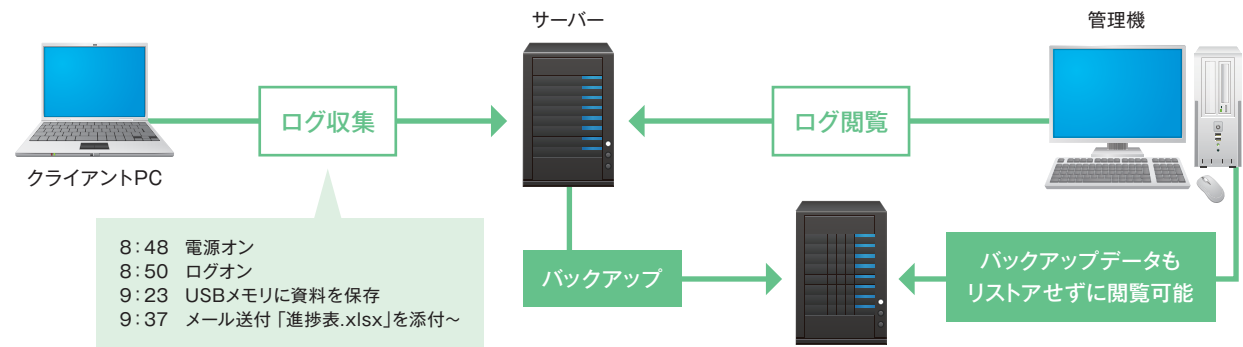 サーバー
管理機
ログ収集
ログ閲覧
クライアントPC
8:48 電源オン
8:50 ログオン
9:23 USBメモリに資料を保存
9:37 メール送付「進捗表.xlsx」を添付～
バックアップ
バックアップデータも
リストアせずに閲覧可能